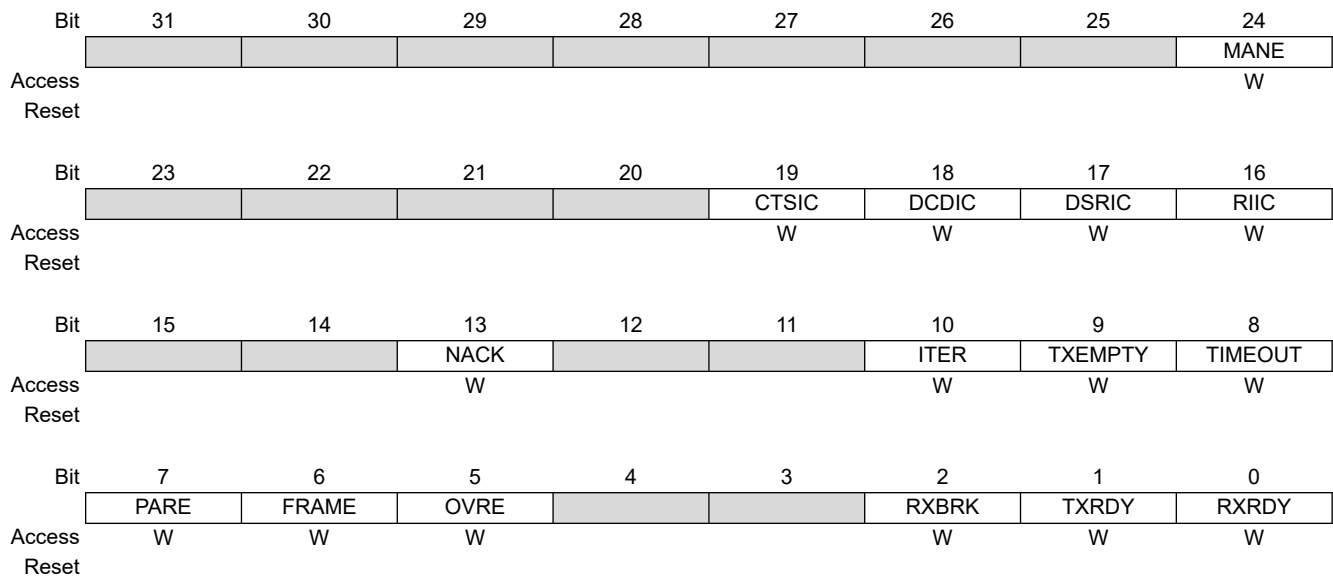 Bit 31 30 29 28 27 26 25 24
MANE
Access W
Reset
Bit 23 22 21 20 19 18 17 16
CTSIC DCDIC DSRIC RIIC
Access W W W W
Reset
Bit 15 14 13 12 11 10 9 8
NACK ITER TXEMPTY TIMEOUT
Access W W W W
Reset
Bit 7 6 5 4 3 2 1 0
PARE FRAME OVRE RXBRK TXRDY RXRDY
Access W W W W W W
Reset